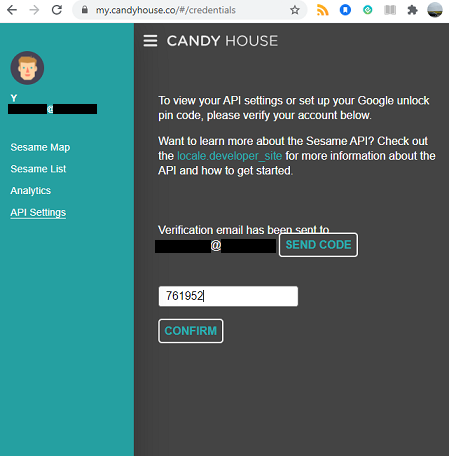 my.candyhouse.co/#/credentials
CANDY HOUSE
Y
@
Sesame Map
Sesame List
Analytics
API Settings
To view your API settings or set up your Google unlock
pin code, please verify your account below.
Want to learn more about the Sesame API? Check out
the locale.developer_site for more information about the
API and how to get started.
Verification email has been sent to
@ SEND CODE
761952
CONFIRM